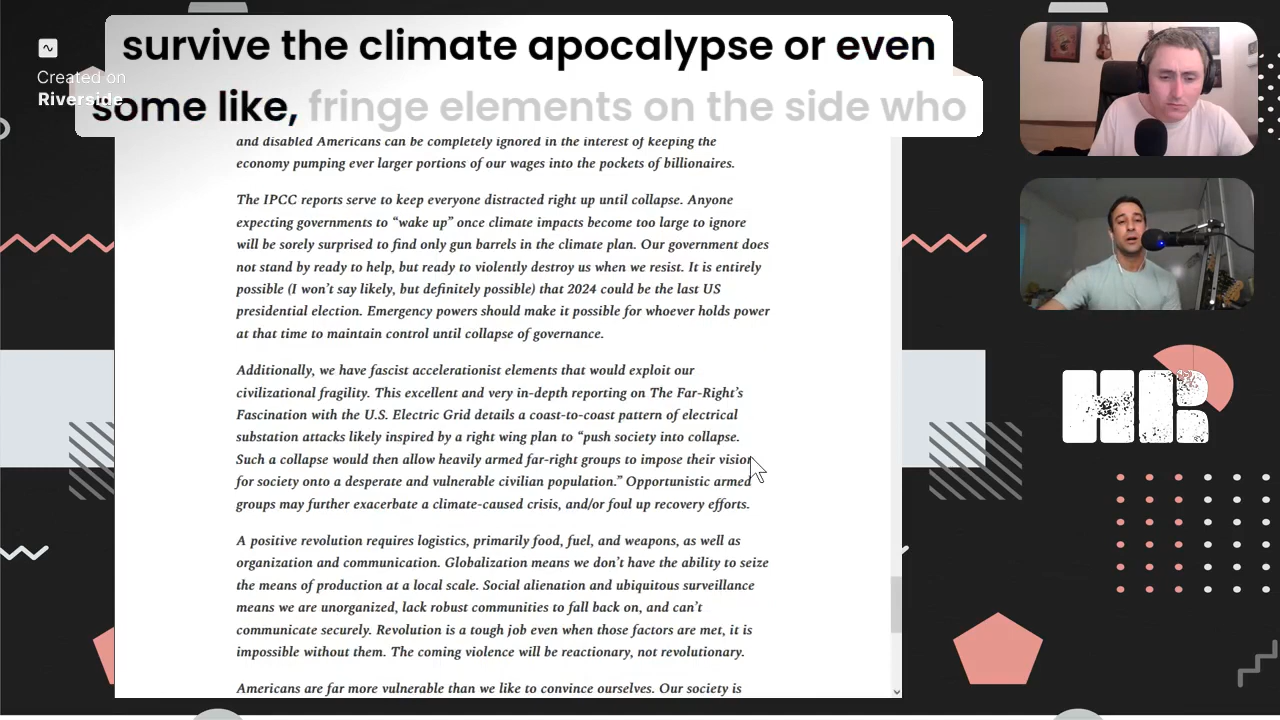 survive the climate apocalypse or even
some like, fringe elements on the side who
Created on
Riverside
and disabled Americans can be completely ignored in the interest of keeping the
economy pumping ever larger portions of our wages into the pockets of billionaires.
The IPCC reports serve to keep everyone distracted right up until collapse. Anyone
expecting governments to “wake up” once climate impacts become too large to ignore
will be sorely surprised to find only gun barrels in the climate plan. Our government does
not stand by ready to help, but ready to violently destroy us when we resist. It is entirely
possible (I won’t say likely, but definitely possible) that 2024 could be the last US
presidential election. Emergency powers should make it possible for whoever holds power
at that time to maintain control until collapse of governance.
Additionally, we have fascist accelerationist elements that would exploit our
civilizational fragility. This excellent and very in-depth reporting on The Far-Right’s
Fascination with the U.S. Electric Grid details a coast-to-coast pattern of electrical
substation attacks likely inspired by a right wing plan to “push society into collapse.
Such a collapse would then allow heavily armed far-right groups to impose their vision
for society onto a desperate and vulnerable civilian population.” Opportunistic armed
groups may further exacerbate a climate-caused crisis, and/or foul up recovery efforts.
A positive revolution requires logistics, primarily food, fuel, and weapons, as well as
organization and communication. Globalization means we don’t have the ability to seize
the means of production at a local scale. Social alienation and ubiquitous surveillance
means we are unorganized, lack robust communities to fall back on, and can’t
communicate securely. Revolution is a tough job even when those factors are met, it is
impossible without them. The coming violence will be reactionary, not revolutionary.
Americans are far more vulnerable than we like to convince ourselves. Our society is
HR